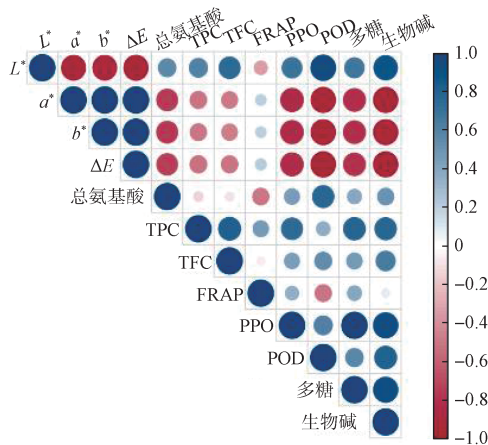 L* a* b* ΔE 总氨基酸 TPC TFC FRAP PPO POD 多糖 生物碱
L*
a*
b*
ΔE
总氨基酸
TPC
TFC
FRAP
PPO
POD
多糖
生物碱
1.0
0.8
0.6
0.4
0.2
0
−0.2
−0.4
−0.6
−0.8
−1.0